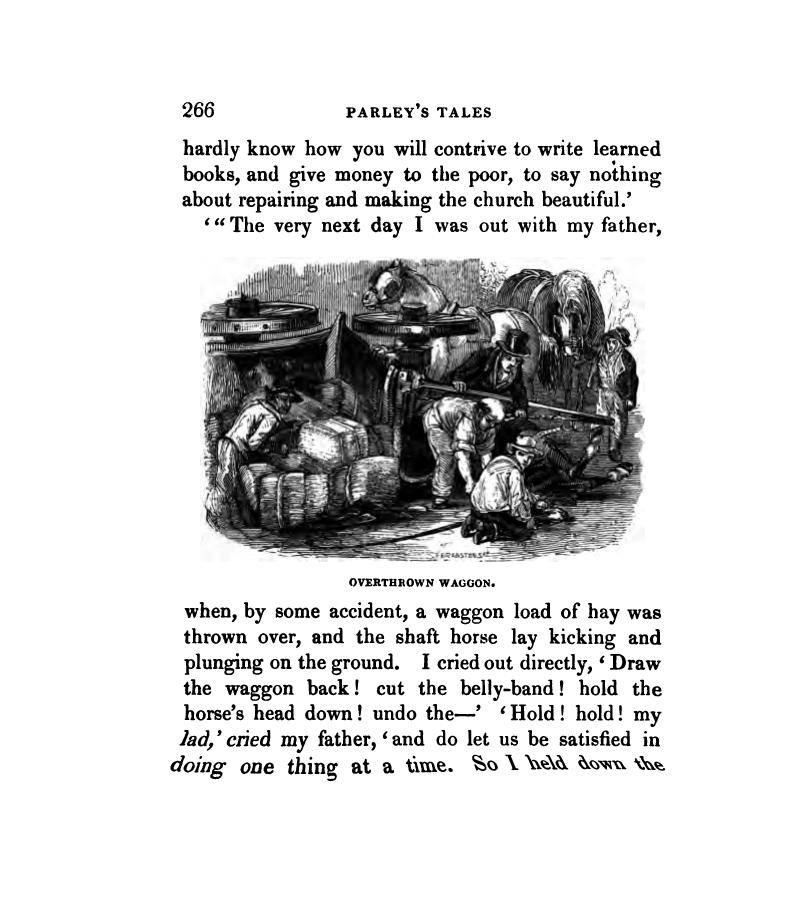 266 PARLEY'S TALES
hardly know how you will contrive to write learned
books, and give money to the poor, to say nothing
about repairing and making the church beautiful.'
‘“The very next day I was out with my father,
OVERTHROWN WAGGON.
when, by some accident, a waggon load of hay was
thrown over, and the shaft horse lay kicking and
plunging on the ground. I cried out directly, ‘Draw
the waggon back! cut the belly-band! hold the
horse's head down! undo the—’ ‘Hold! hold! my
lad,’ cried my father, ‘and do let us be satisfied in
doing one thing at a time. So I held down the